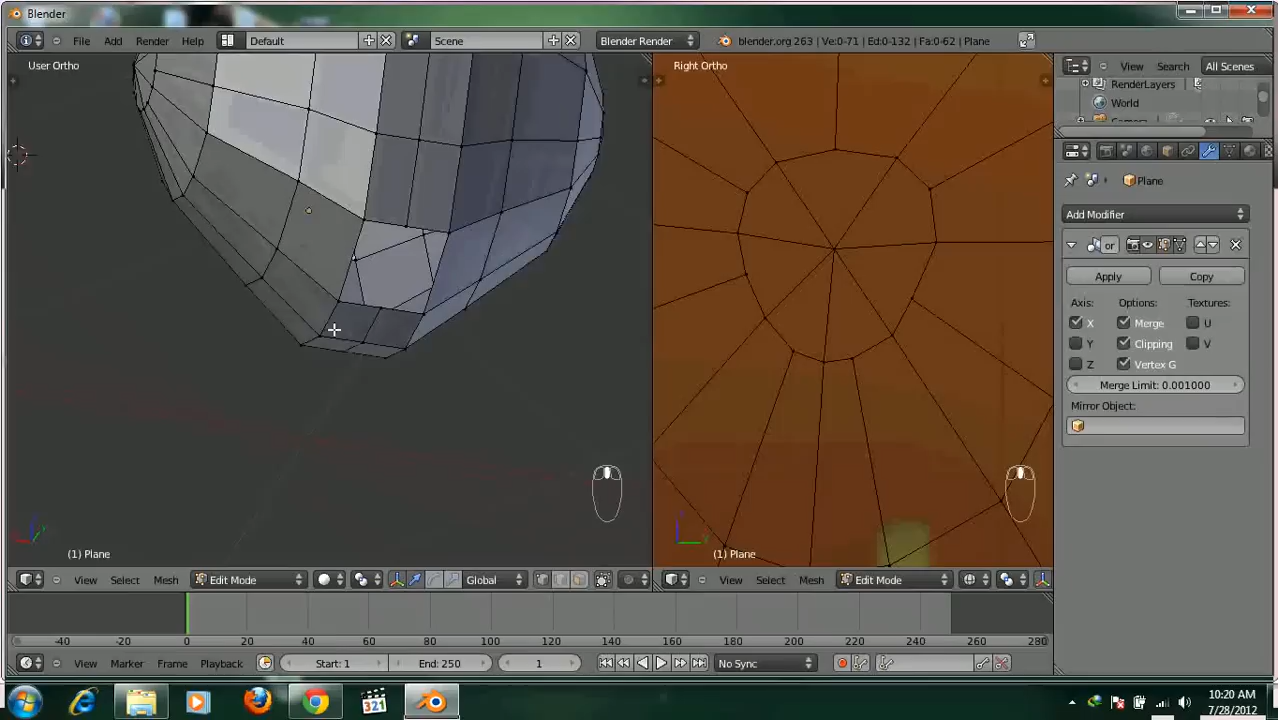 Blender
File Add Render Help Default Scene Blender Render blender.org 263 | Ve:0-71 | Ed:0-132 | Fa:0-62 | Plane
User Ortho
Right Ortho
View Search All Scenes
RenderLayers
World
Plane
Add Modifier
or
Apply Copy
Axis: Options: Textures:
X Merge U
Y Clipping V
Z Vertex G
Merge Limit: 0.001000
Mirror Object:
(1) Plane
(1) Plane
View Select Mesh Edit Mode Global
View Select Mesh Edit Mode
-40 -20 0 20 40 60 80 100 120 140 160 180 200 220 240 260 280
View Marker Frame Playback Start: 1 End: 250 1 No Sync
321
10:20 AM
7/28/2012